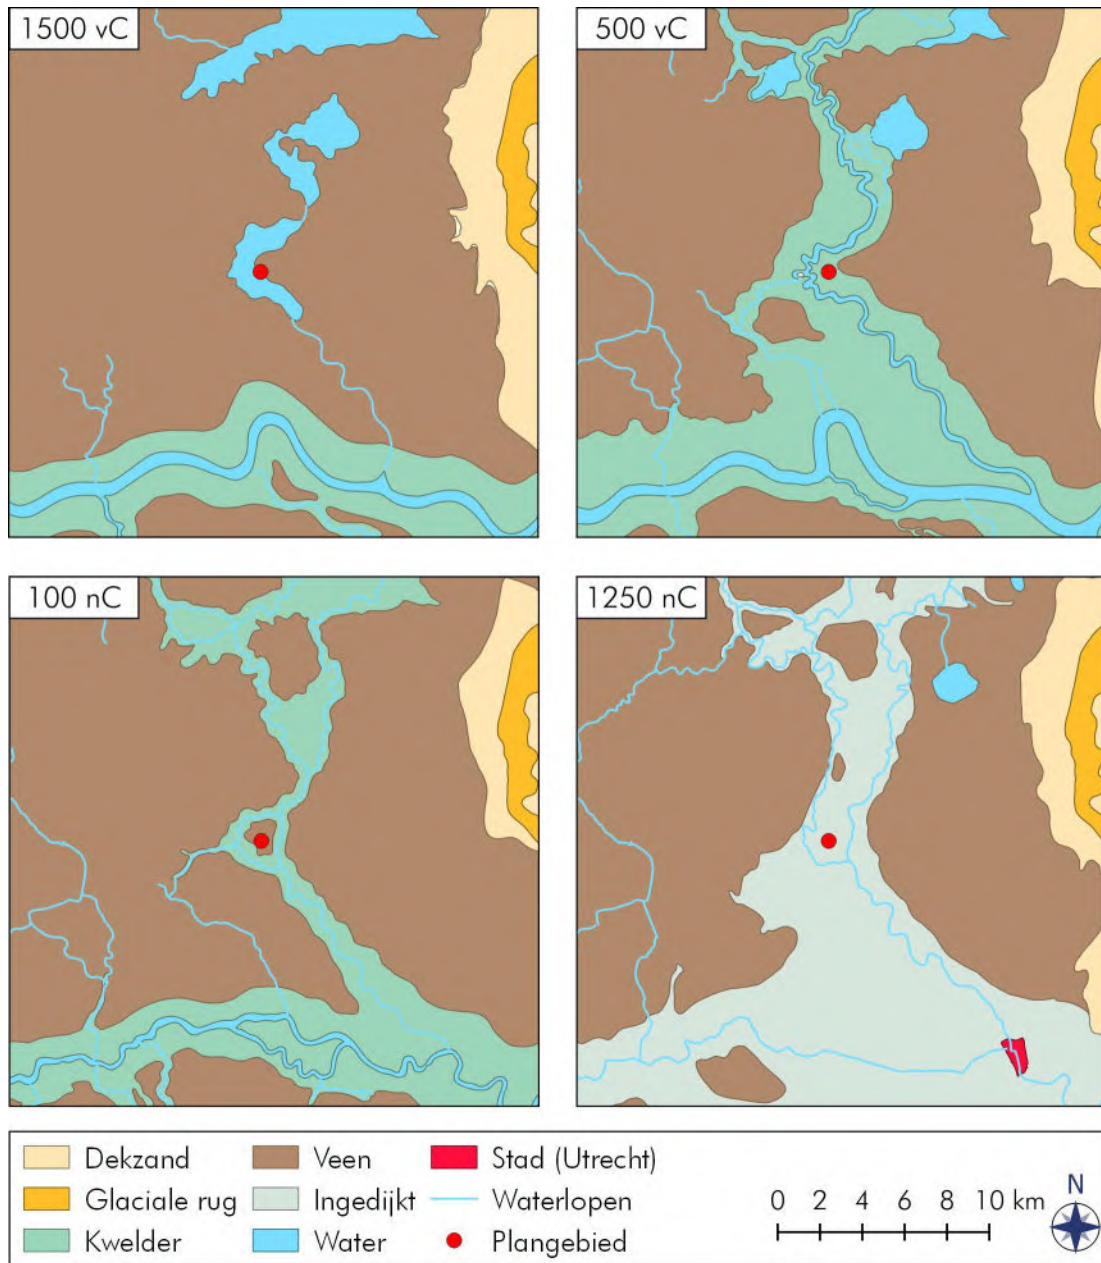 1500 vC
500 vC
100 nC
1250 nC
Dekzand
Veen
Stad (Utrecht)
Glaciale rug
Ingedijkt
Waterlopen
0 2 4 6 8 10 km
N
Kwelder
Water
Plangebied